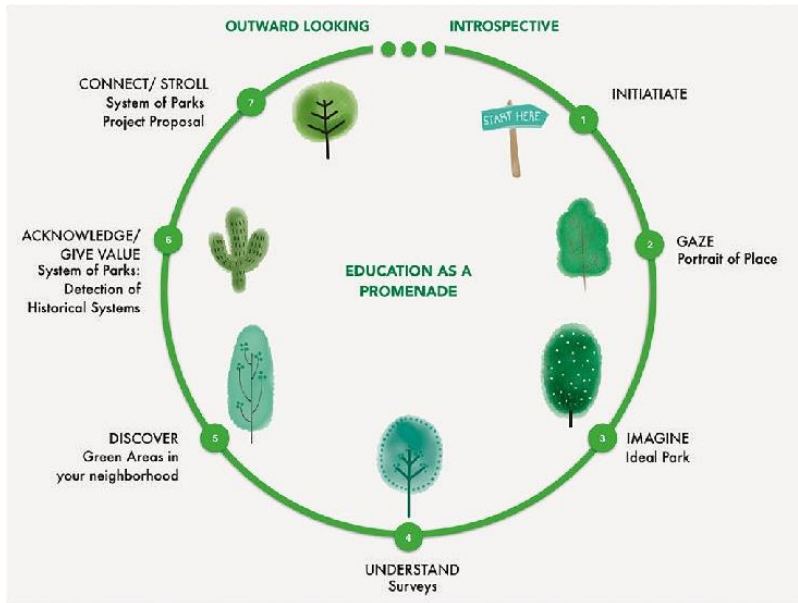 OUTWARD LOOKING
INTROSPECTIVE
START HERE
1
INITIATIATE
2
GAZE
Portrait of Place
3
IMAGINE
Ideal Park
4
UNDERSTAND
Surveys
5
DISCOVER
Green Areas in
your neighborhood
6
ACKNOWLEDGE/
GIVE VALUE
System of Parks:
Detection of
Historical Systems
7
CONNECT/ STROLL
System of Parks
Project Proposal
EDUCATION AS A
PROMENADE